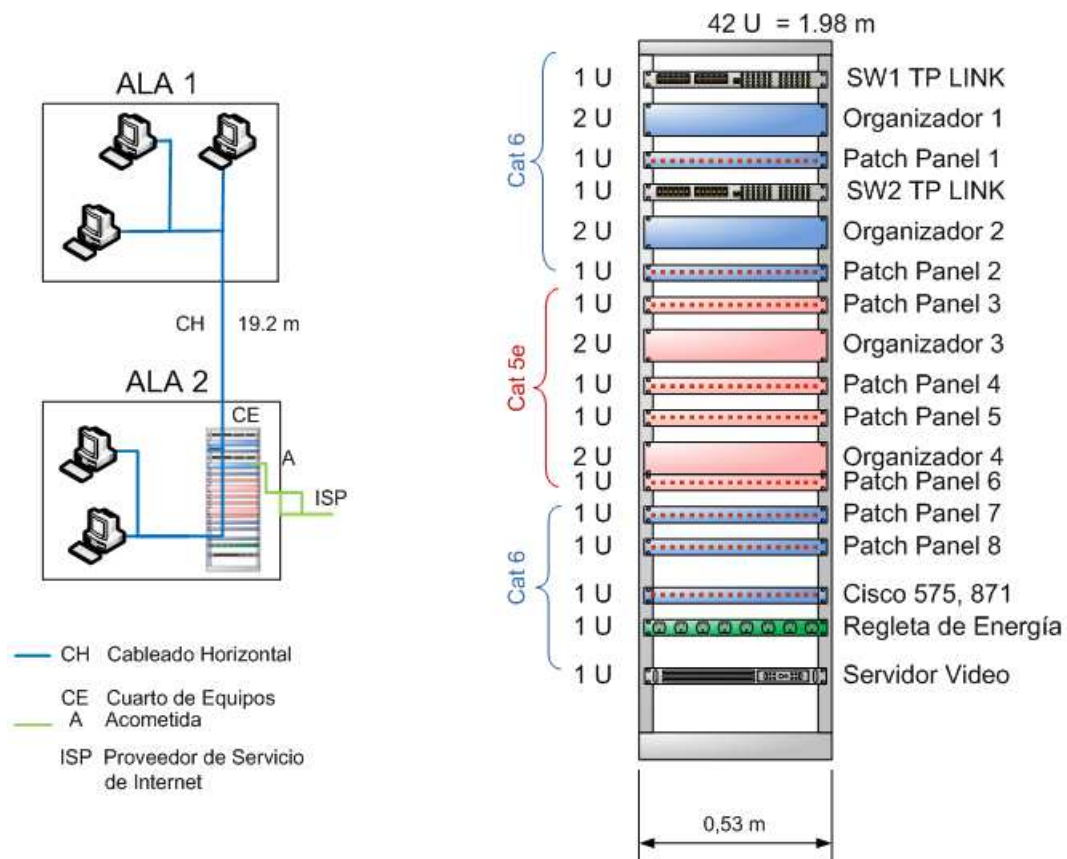 ALA 1
CH 19.2 m
ALA 2
CE
A
ISP
CH Cableado Horizontal
CE Cuarto de Equipos
A Acometida
ISP Proveedor de Servicio
de Internet
42 U = 1.98 m
Cat 6
1 U SW1 TP LINK
2 U Organizador 1
1 U Patch Panel 1
1 U SW2 TP LINK
2 U Organizador 2
1 U Patch Panel 2
Cat 5e
1 U Patch Panel 3
2 U Organizador 3
1 U Patch Panel 4
1 U Patch Panel 5
2 U Organizador 4
1 U Patch Panel 6
Cat 6
1 U Patch Panel 7
1 U Patch Panel 8
1 U Cisco 575, 871
1 U Regleta de Energía
1 U Servidor Video
0,53 m